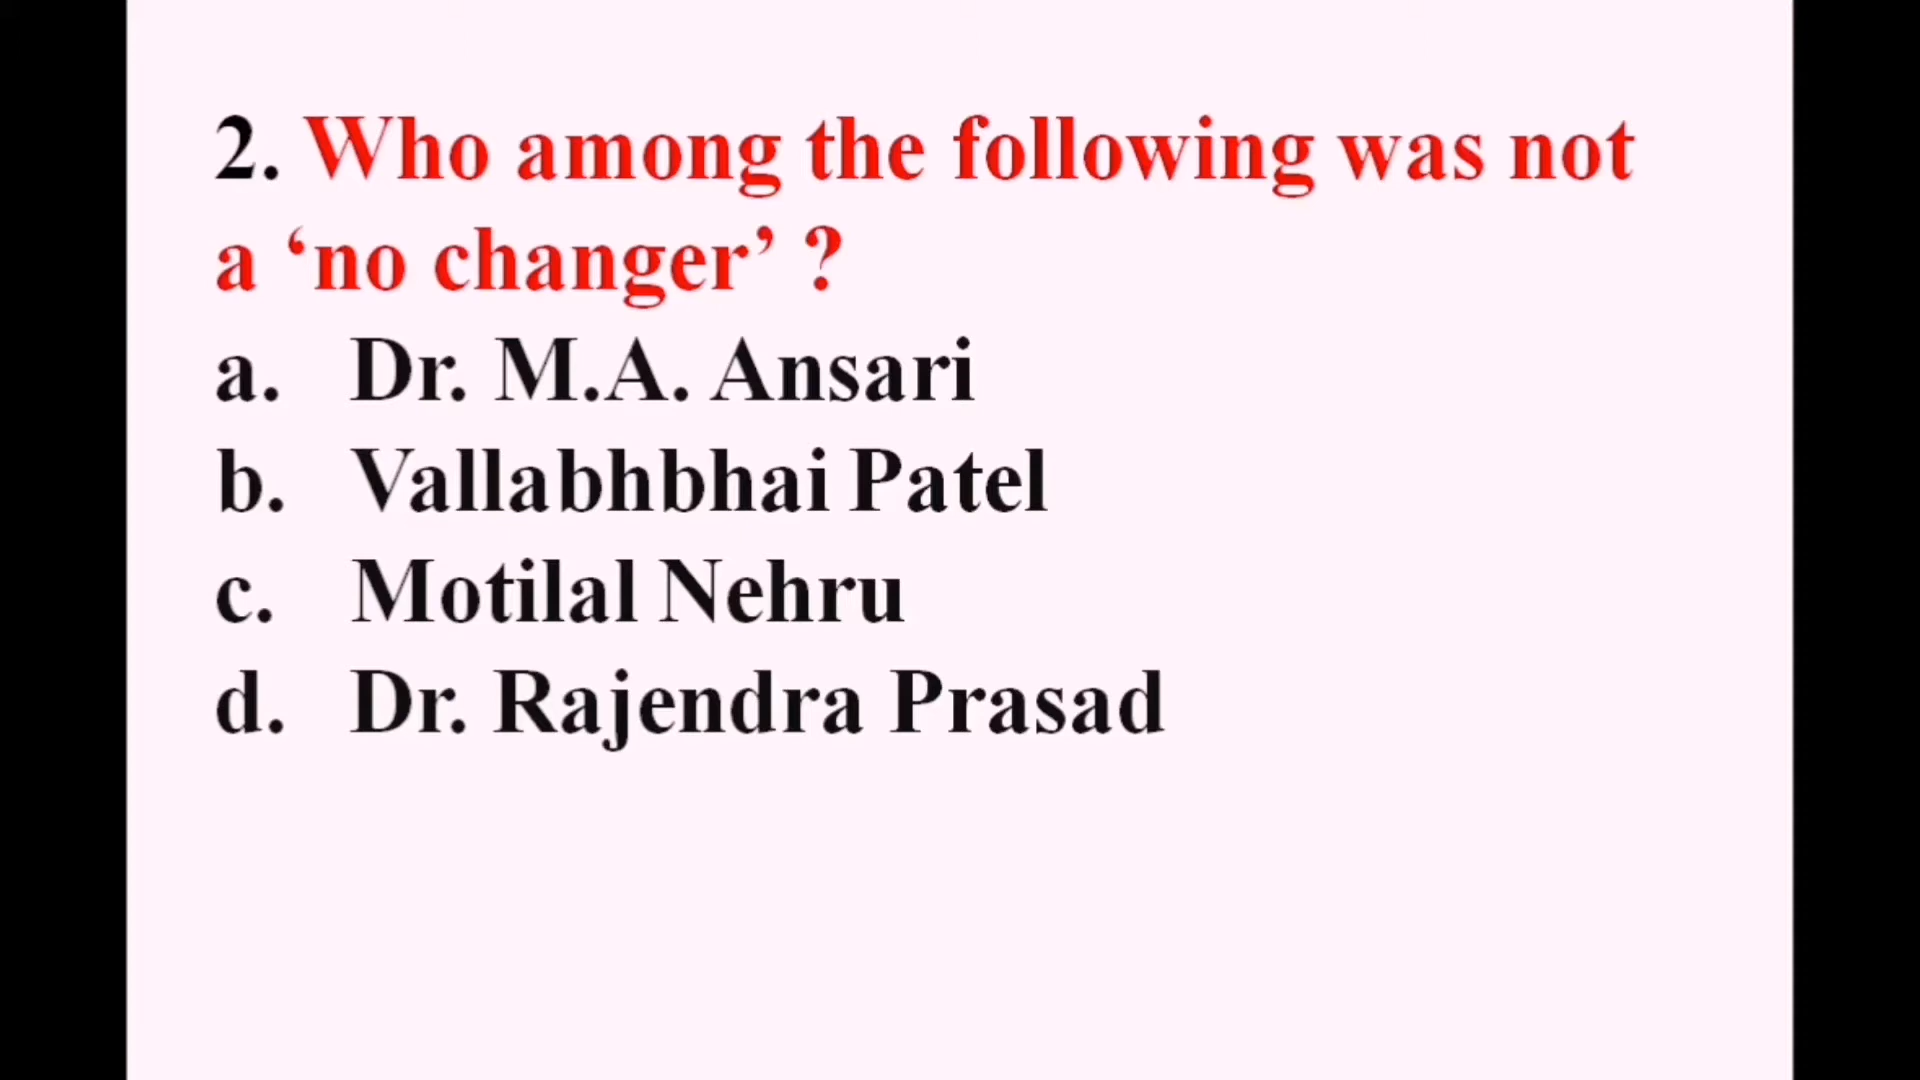 2. Who among the following was not
a ‘no changer’ ?
a. Dr. M.A. Ansari
b. Vallabhbhai Patel
c. Motilal Nehru
d. Dr. Rajendra Prasad